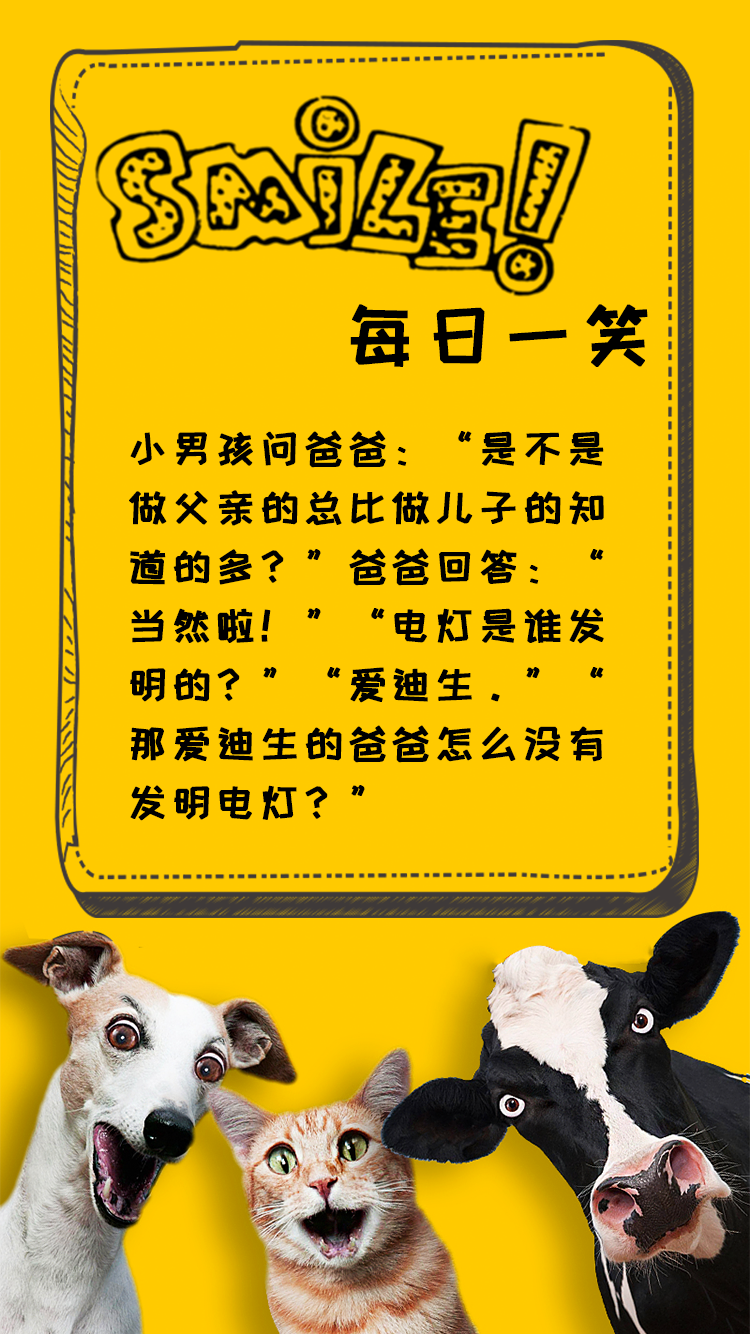 SMiLE!
每日一笑
小男孩问爸爸：“是不是
做父亲的总比做儿子的知
道的多？”爸爸回答：“
当然啦！”“电灯是谁发
明的？”“爱迪生．”“
那爱迪生的爸爸怎么没有
发明电灯？”